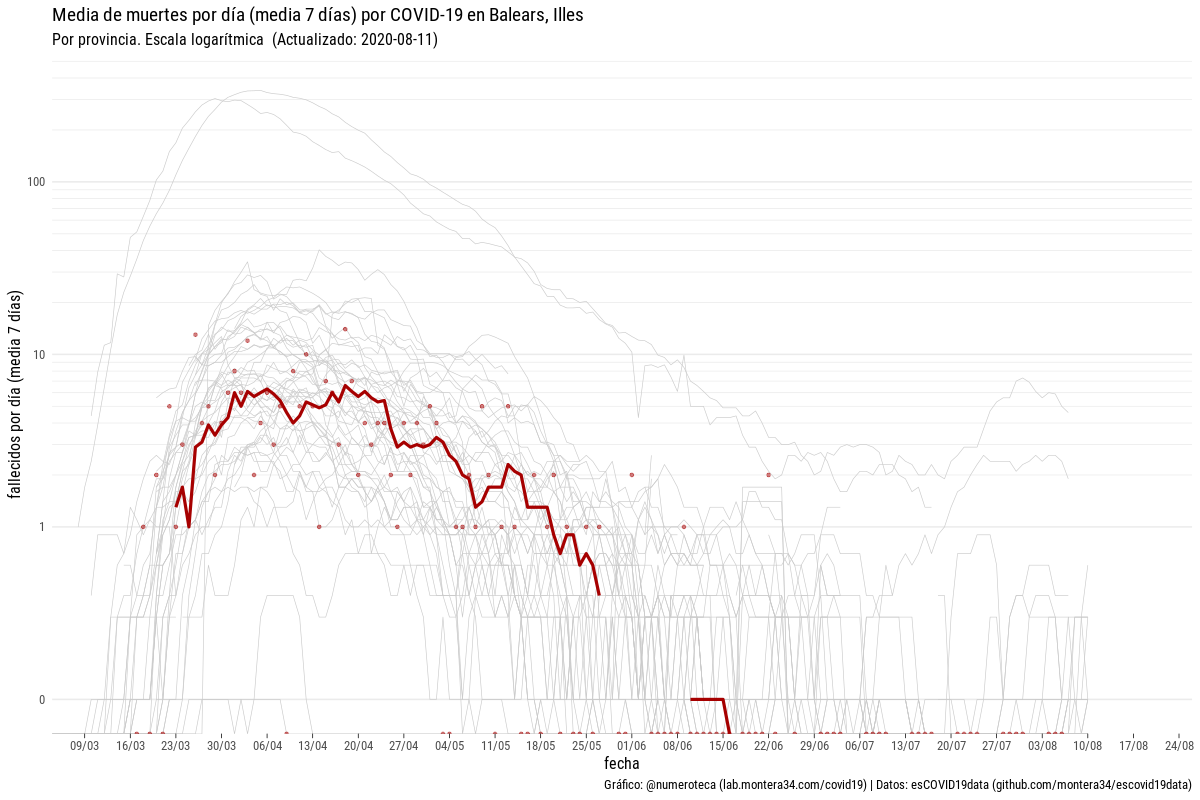 Media de muertes por día (media 7 días) por COVID-19 en Balears, Illes
Por provincia. Escala logarítmica (Actualizado: 2020-08-11)
fallecidos por día (media 7 días)
100
10
1
0
09/03 16/03 23/03 30/03 06/04 13/04 20/04 27/04 04/05 11/05 18/05 25/05 01/06 08/06 15/06 22/06 29/06 06/07 13/07 20/07 27/07 03/08 10/08 17/08 24/08
fecha
Gráfico: @numeroteca (lab.montera34.com/covid19) | Datos: esCOVID19data (github.com/montera34/escovid19data)